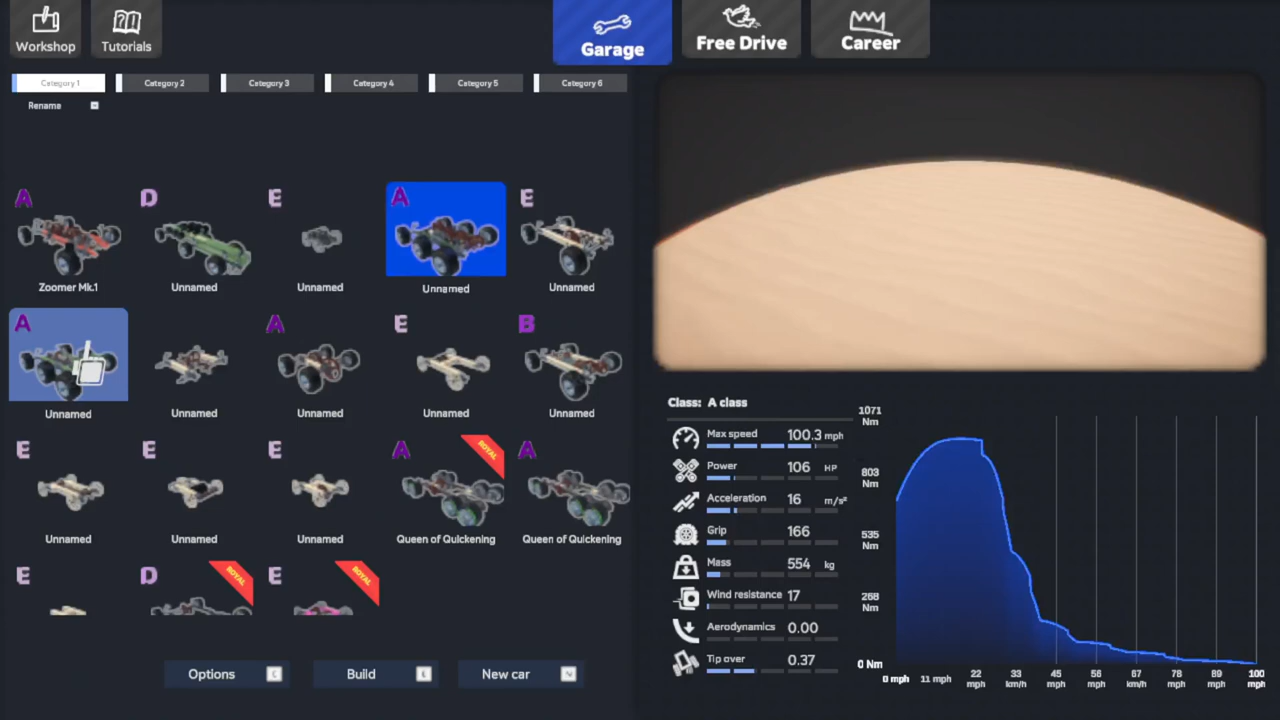 Workshop
Tutorials
Garage
Free Drive
Career
Category 1
Category 2
Category 3
Category 4
Category 5
Category 6
Rename
A
D
E
A
E
Zoomer Mk.1
Unnamed
Unnamed
Unnamed
Unnamed
A
A
E
B
Unnamed
Unnamed
Unnamed
Unnamed
Unnamed
E
E
E
A
ROYAL
A
Unnamed
Unnamed
Unnamed
Queen of Quickening
Queen of Quickening
E
D
ROYAL
E
ROYAL
Options
Build
New car
Class: A class
Max speed 100.3 mph
Power 106 HP
Acceleration 16 m/s²
Grip 166
Mass 554 kg
Wind resistance 17
Aerodynamics 0.00
Tip over 0.37
1071 Nm
803 Nm
535 Nm
268 Nm
0 Nm
0 mph
11 mph
22 mph
33 km/h
45 mph
56 mph
67 km/h
78 mph
89 mph
100 mph